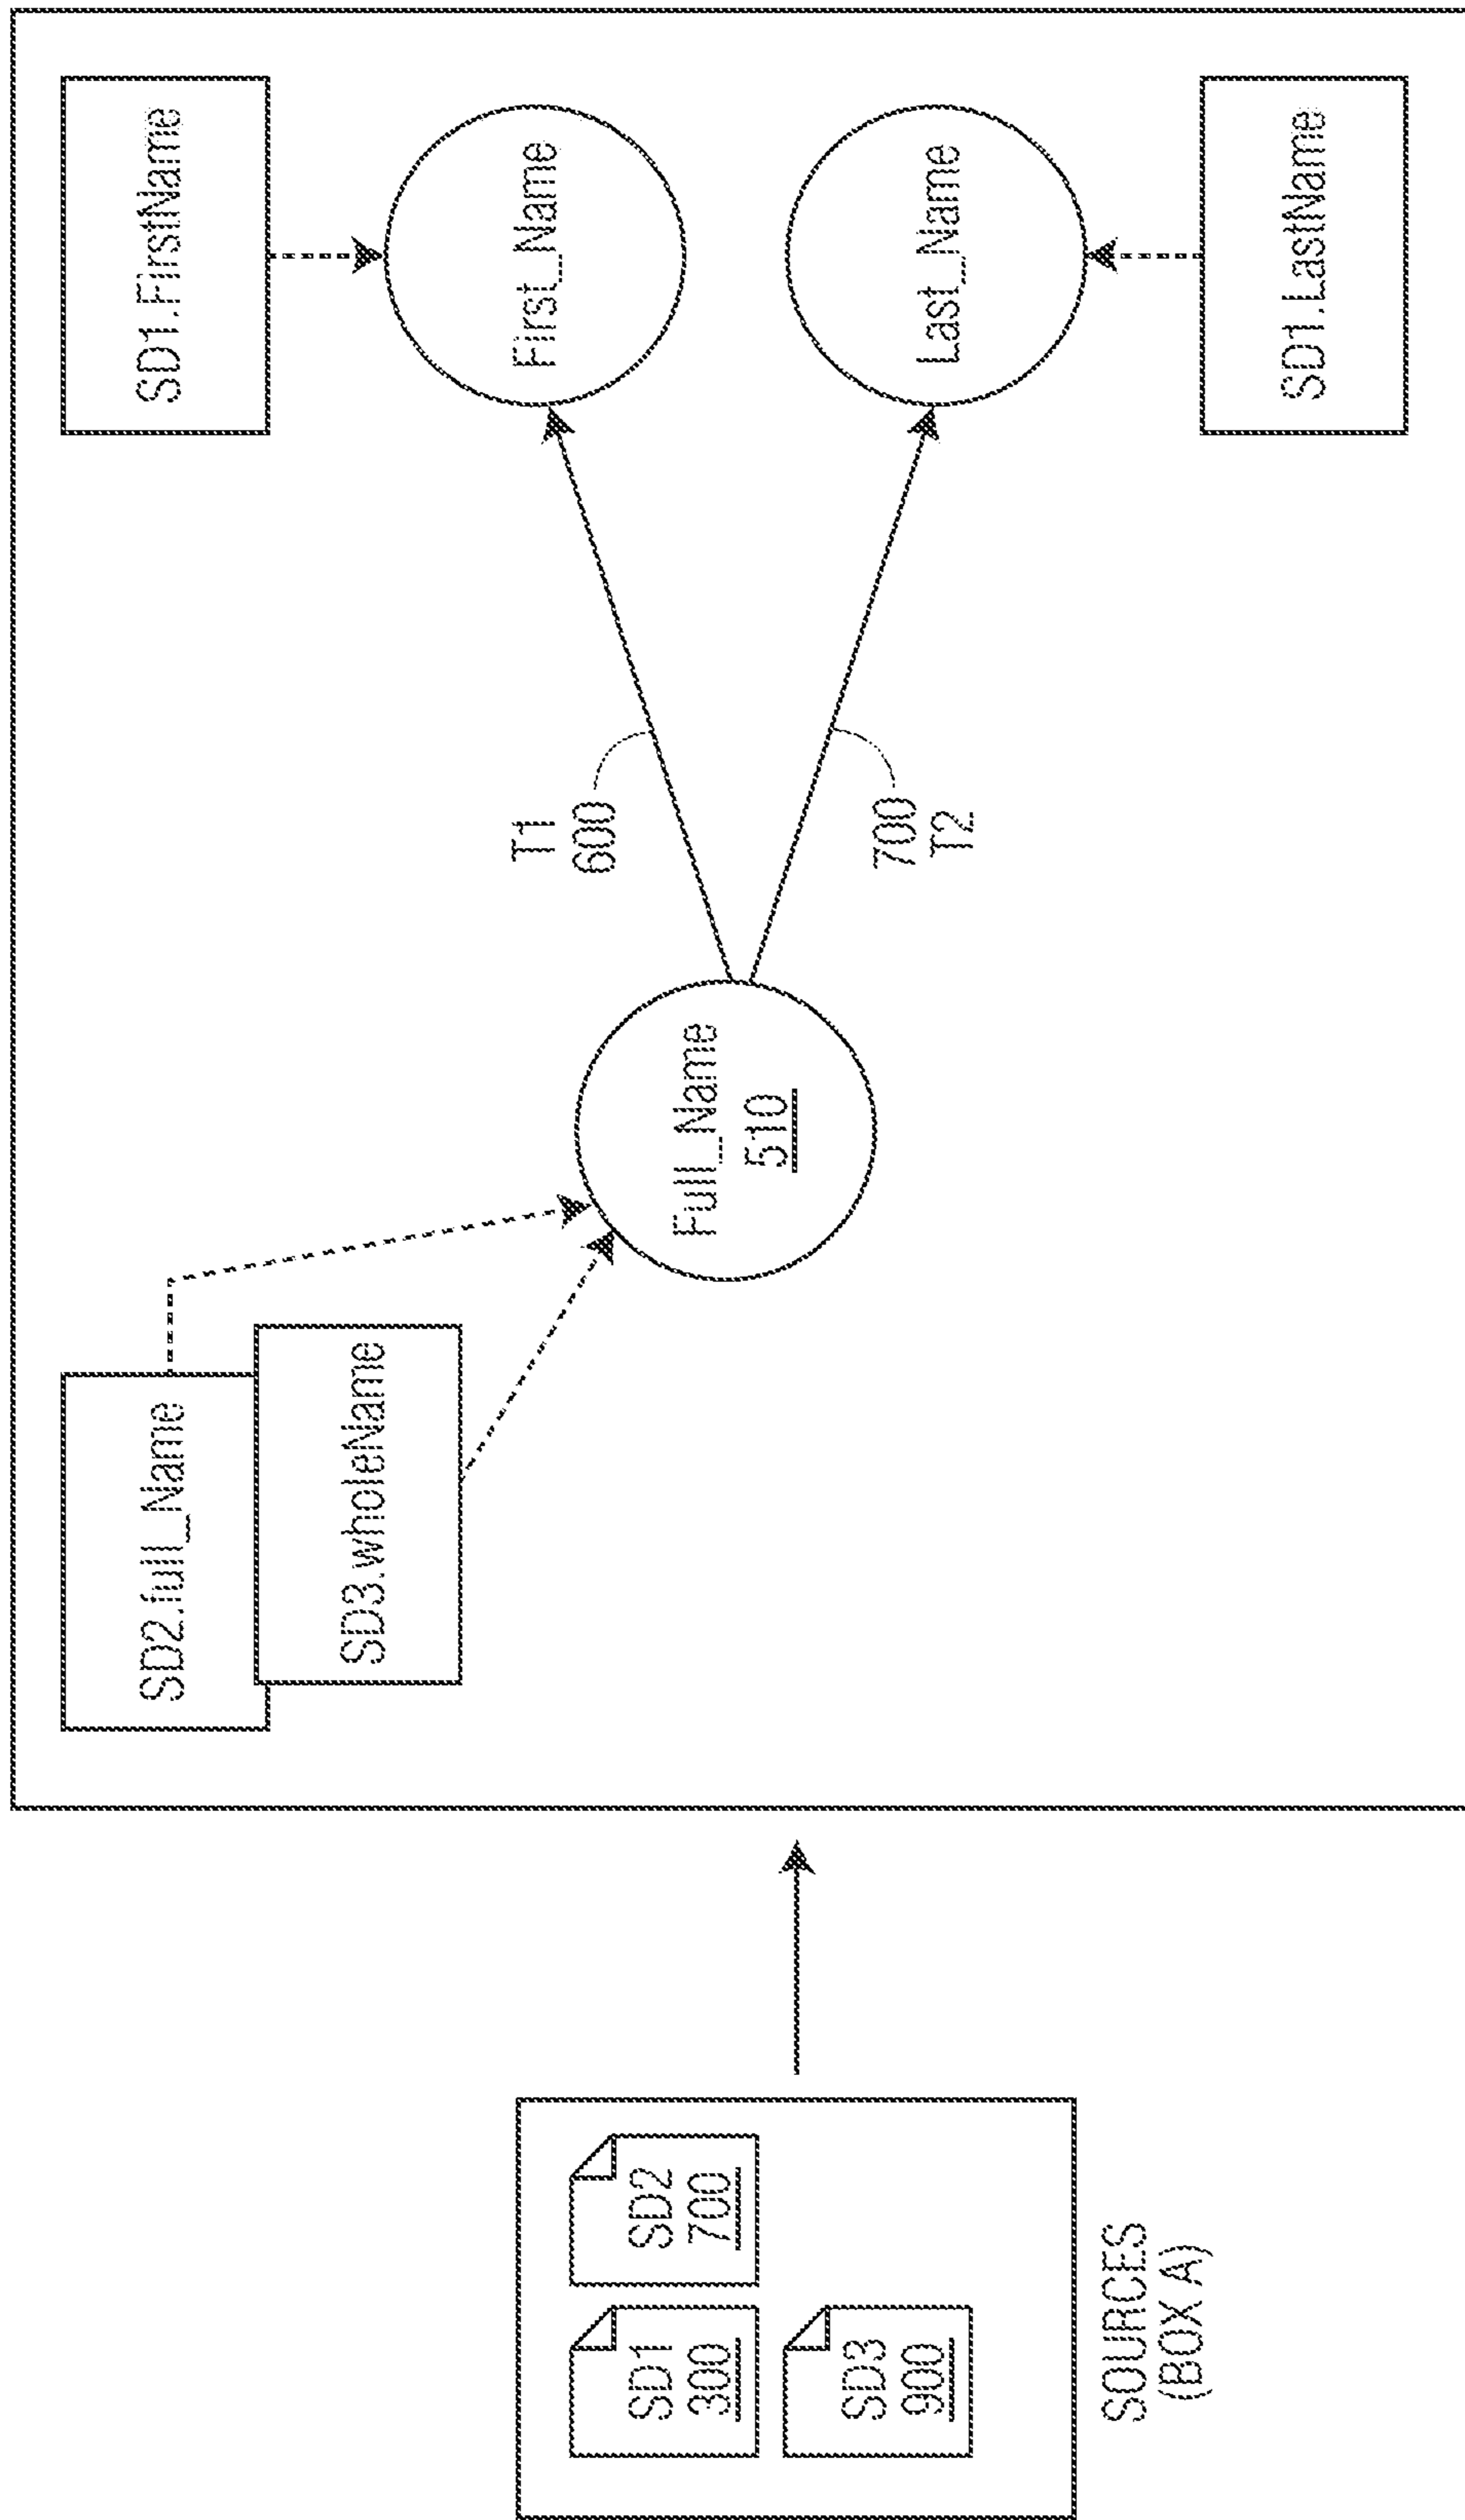 SD1
300
SD2
700
SD3
900
SOURCES
(BOX A)
SD2.full_Name
SD3.wholeName
Full_Name
510
T1
600
700
T2
SD1.FirstName
First_Name
Last_Name
SD1.LastName